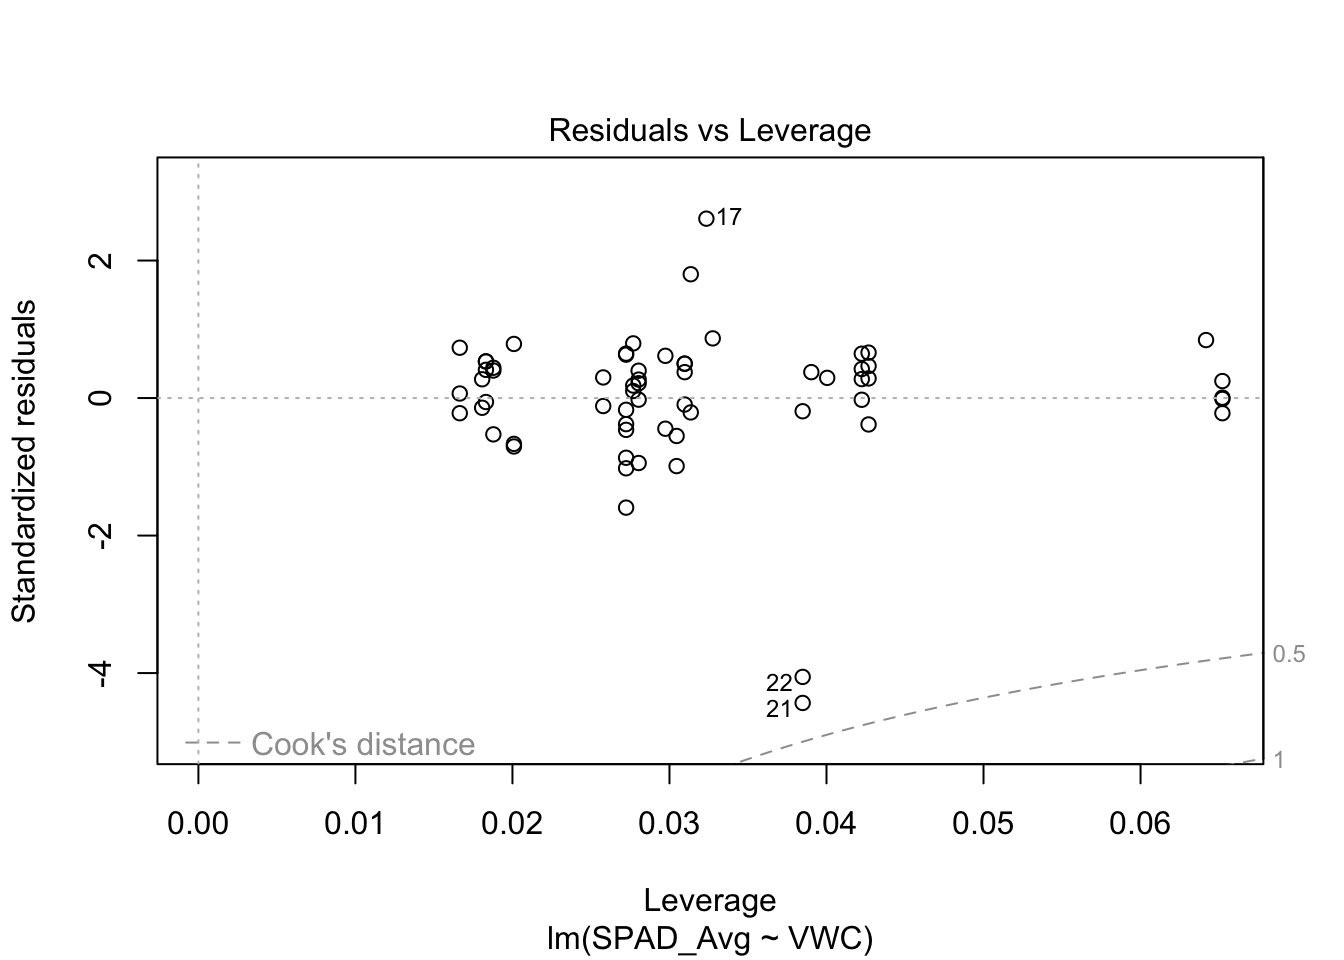 Residuals vs Leverage
17
2
0
-2
-4
Standardized residuals
22
21
0.5
1
Cook's distance
0.00 0.01 0.02 0.03 0.04 0.05 0.06
Leverage
lm(SPAD_Avg ~ VWC)